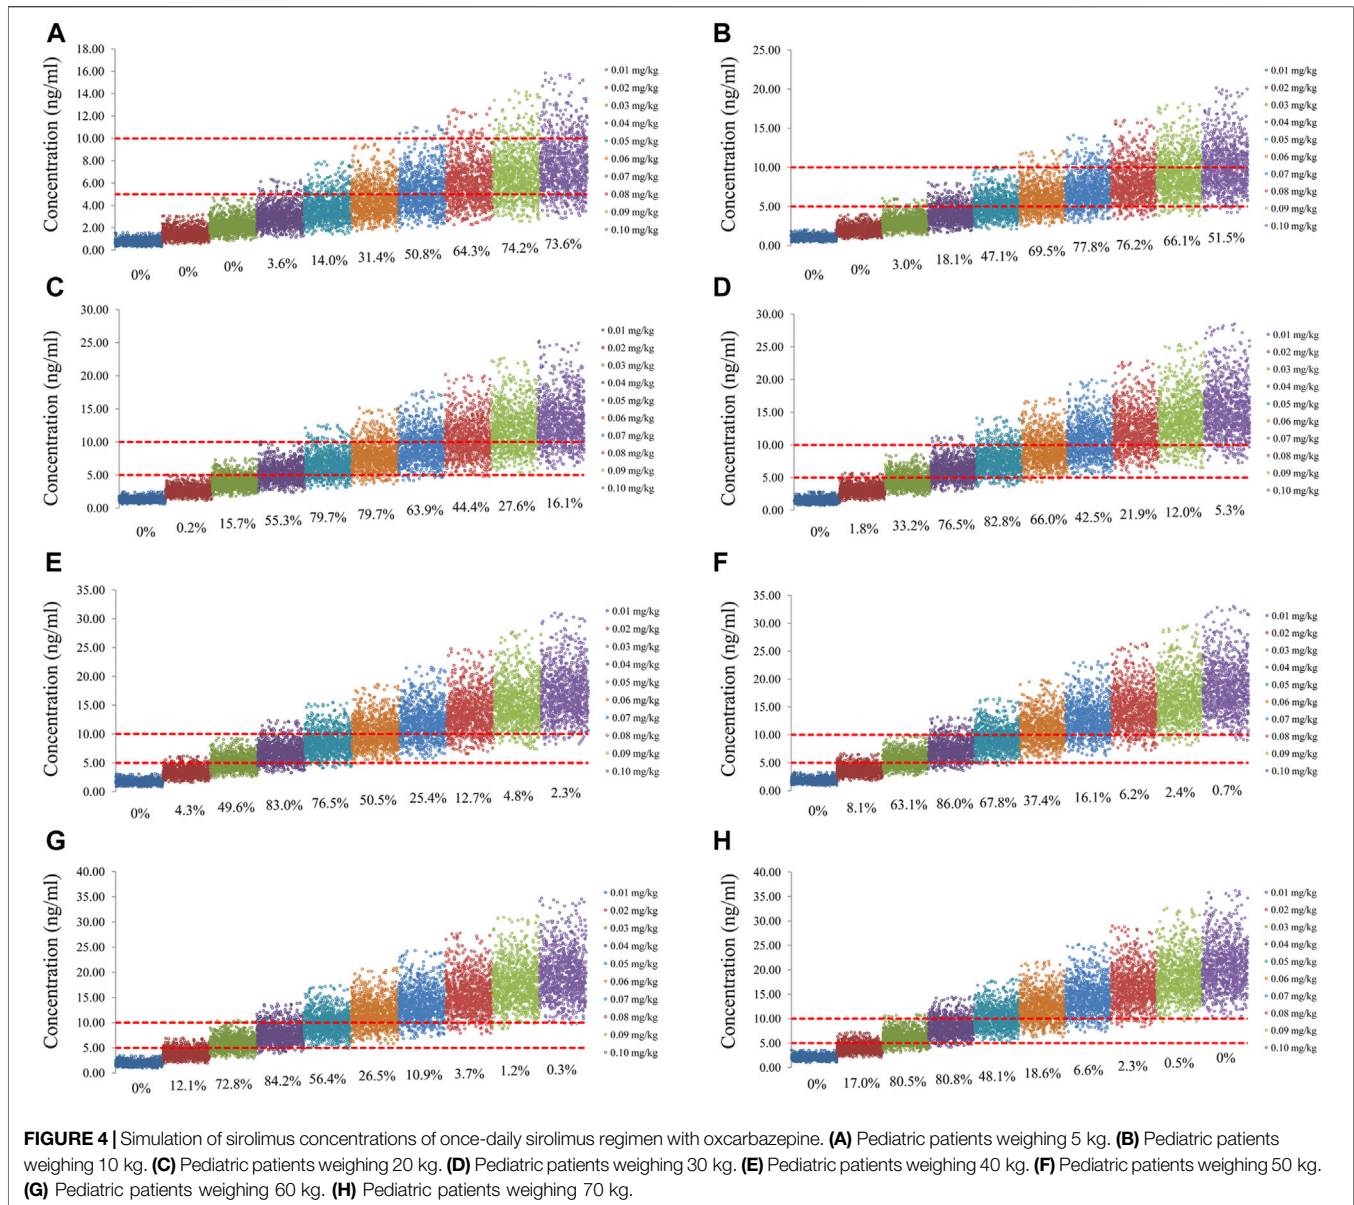 A
Concentration (ng/ml)
18.00
16.00
14.00
12.00
10.00
8.00
6.00
4.00
2.00
0.00
0% 0% 0% 3.6% 14.0% 31.4% 50.8% 64.3% 74.2% 73.6%
0.01 mg/kg
0.02 mg/kg
0.03 mg/kg
0.04 mg/kg
0.05 mg/kg
0.06 mg/kg
0.07 mg/kg
0.08 mg/kg
0.09 mg/kg
0.10 mg/kg
B
Concentration (ng/ml)
25.00
20.00
15.00
10.00
5.00
0.00
0% 0% 3.0% 18.1% 47.1% 69.5% 77.8% 76.2% 66.1% 51.5%
0.01 mg/kg
0.02 mg/kg
0.03 mg/kg
0.04 mg/kg
0.05 mg/kg
0.06 mg/kg
0.07 mg/kg
0.08 mg/kg
0.09 mg/kg
0.10 mg/kg
C
Concentration (ng/ml)
30.00
25.00
20.00
15.00
10.00
5.00
0.00
0% 0.2% 15.7% 55.3% 79.7% 79.7% 63.9% 44.4% 27.6% 16.1%
0.01 mg/kg
0.02 mg/kg
0.03 mg/kg
0.04 mg/kg
0.05 mg/kg
0.06 mg/kg
0.07 mg/kg
0.08 mg/kg
0.09 mg/kg
0.10 mg/kg
D
Concentration (ng/ml)
30.00
25.00
20.00
15.00
10.00
5.00
0.00
0% 1.8% 33.2% 76.5% 82.8% 66.0% 42.5% 21.9% 12.0% 5.3%
0.01 mg/kg
0.02 mg/kg
0.03 mg/kg
0.04 mg/kg
0.05 mg/kg
0.06 mg/kg
0.07 mg/kg
0.08 mg/kg
0.09 mg/kg
0.10 mg/kg
E
Concentration (ng/ml)
35.00
30.00
25.00
20.00
15.00
10.00
5.00
0.00
0% 4.3% 49.6% 83.0% 76.5% 50.5% 25.4% 12.7% 4.8% 2.3%
0.01 mg/kg
0.02 mg/kg
0.03 mg/kg
0.04 mg/kg
0.05 mg/kg
0.06 mg/kg
0.07 mg/kg
0.08 mg/kg
0.09 mg/kg
0.10 mg/kg
F
Concentration (ng/ml)
35.00
30.00
25.00
20.00
15.00
10.00
5.00
0.00
0% 8.1% 63.1% 86.0% 67.8% 37.4% 16.1% 6.2% 2.4% 0.7%
0.01 mg/kg
0.02 mg/kg
0.03 mg/kg
0.04 mg/kg
0.05 mg/kg
0.06 mg/kg
0.07 mg/kg
0.08 mg/kg
0.09 mg/kg
0.10 mg/kg
G
Concentration (ng/ml)
40.00
35.00
30.00
25.00
20.00
15.00
10.00
5.00
0.00
0% 12.1% 72.8% 84.2% 56.4% 26.5% 10.9% 3.7% 1.2% 0.3%
0.01 mg/kg
0.02 mg/kg
0.03 mg/kg
0.04 mg/kg
0.05 mg/kg
0.06 mg/kg
0.07 mg/kg
0.08 mg/kg
0.09 mg/kg
0.10 mg/kg
H
Concentration (ng/ml)
40.00
35.00
30.00
25.00
20.00
15.00
10.00
5.00
0.00
0% 17.0% 80.5% 80.8% 48.1% 18.6% 6.6% 2.3% 0.5% 0%
0.01 mg/kg
0.02 mg/kg
0.03 mg/kg
0.04 mg/kg
0.05 mg/kg
0.06 mg/kg
0.07 mg/kg
0.08 mg/kg
0.09 mg/kg
0.10 mg/kg
FIGURE 4 | Simulation of sirolimus concentrations of once-daily sirolimus regimen with oxcarbazepine. (A) Pediatric patients weighing 5 kg. (B) Pediatric patients
weighing 10 kg. (C) Pediatric patients weighing 20 kg. (D) Pediatric patients weighing 30 kg. (E) Pediatric patients weighing 40 kg. (F) Pediatric patients weighing 50 kg.
(G) Pediatric patients weighing 60 kg. (H) Pediatric patients weighing 70 kg.